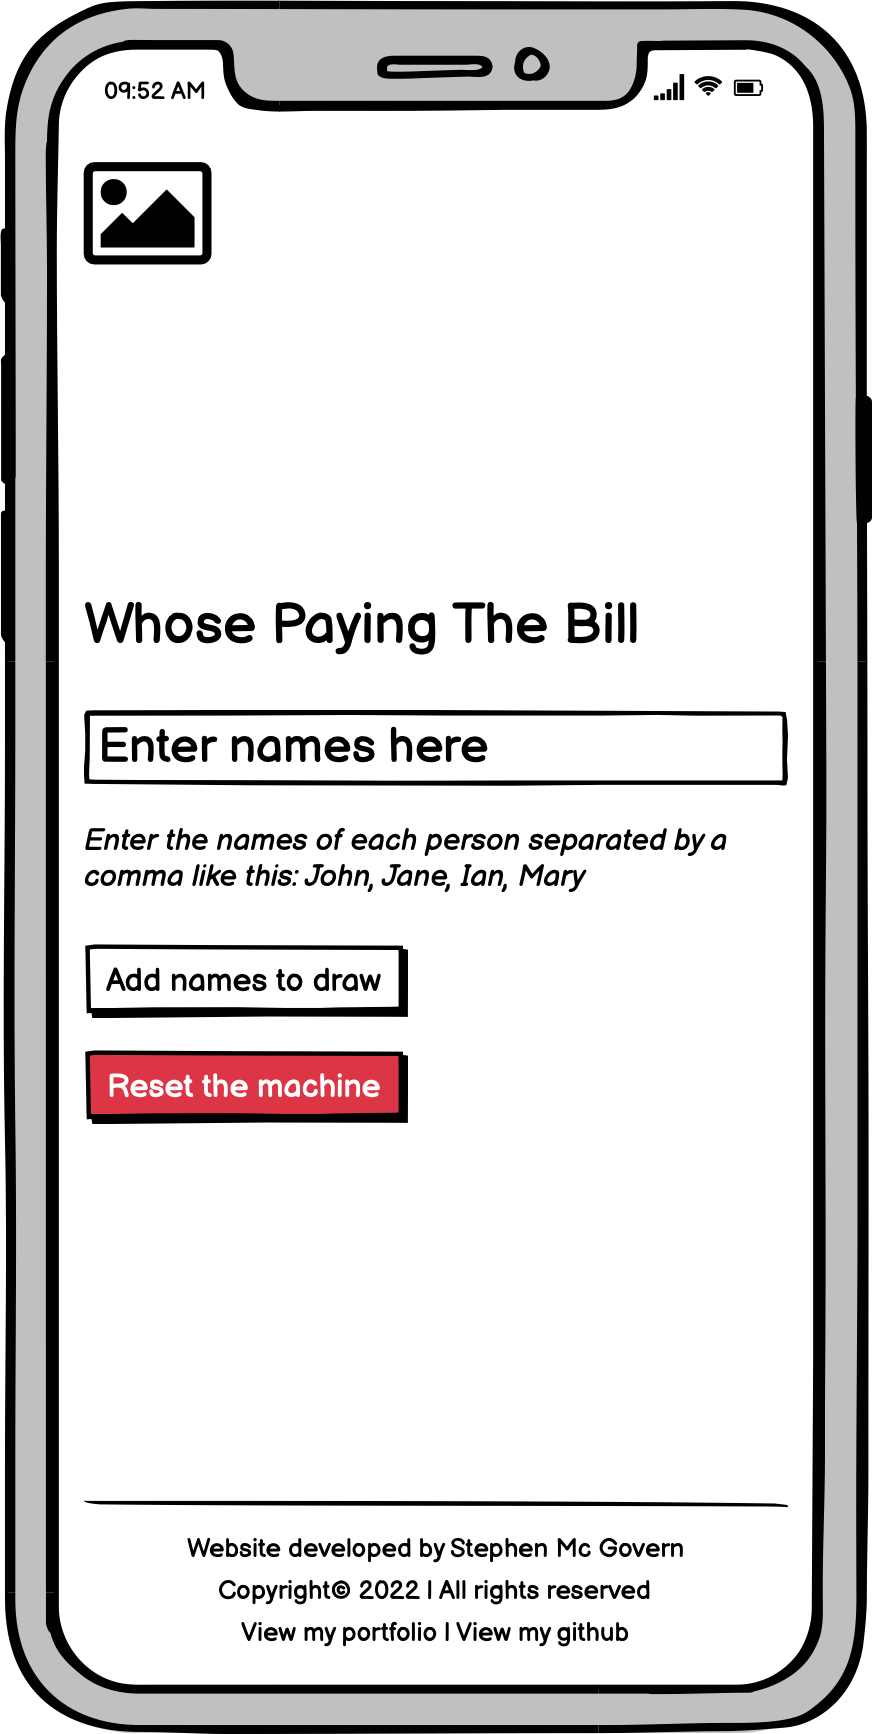 09:52 AM
Whose Paying The Bill
Enter names here
Enter the names of each person separated by a
comma like this: John, Jane, Ian, Mary
Add names to draw
Reset the machine
Website developed by Stephen Mc Govern
Copyright© 2022 | All rights reserved
View my portfolio | View my github